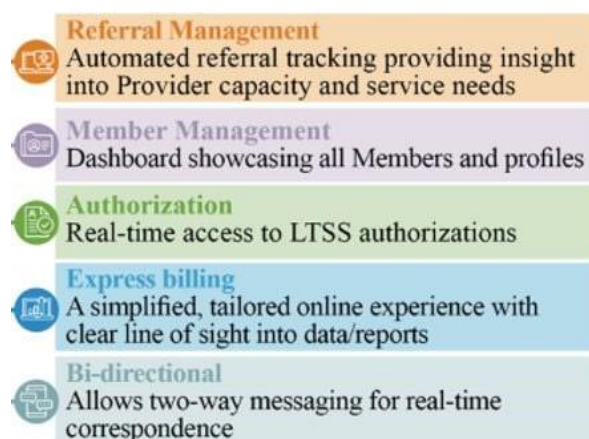 Referral Management
Automated referral tracking providing insight
into Provider capacity and service needs
Member Management
Dashboard showcasing all Members and profiles
Authorization
Real-time access to LTSS authorizations
Express billing
A simplified, tailored online experience with
clear line of sight into data/reports
Bi-directional
Allows two-way messaging for real-time
correspondence